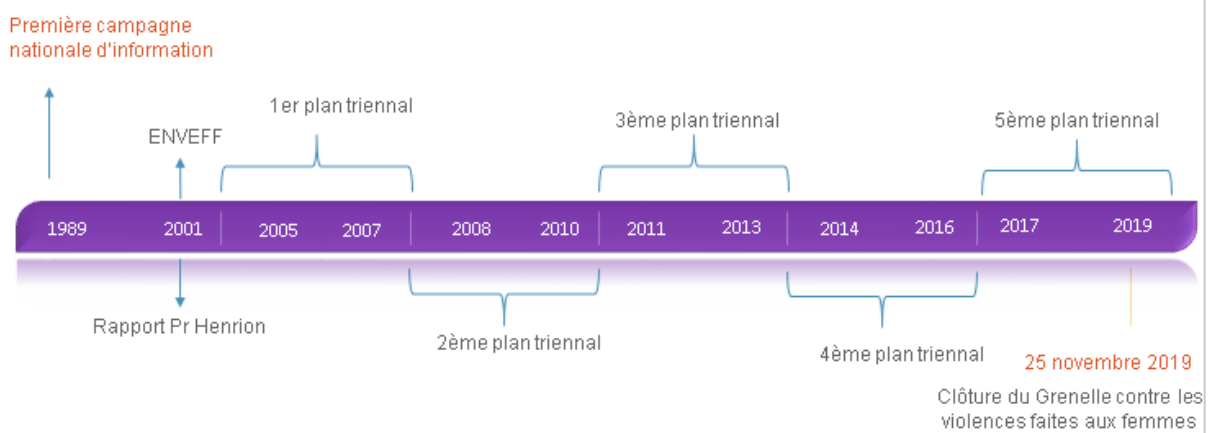 Première campagne
nationale d'information
1er plan triennal
3ème plan triennal
5ème plan triennal
ENVEFF
1989 2001 2005 2007 2008 2010 2011 2013 2014 2016 2017 2019
Rapport Pr Henrion
2ème plan triennal
4ème plan triennal
25 novembre 2019
Clôture du Grenelle contre les
violences faites aux femmes